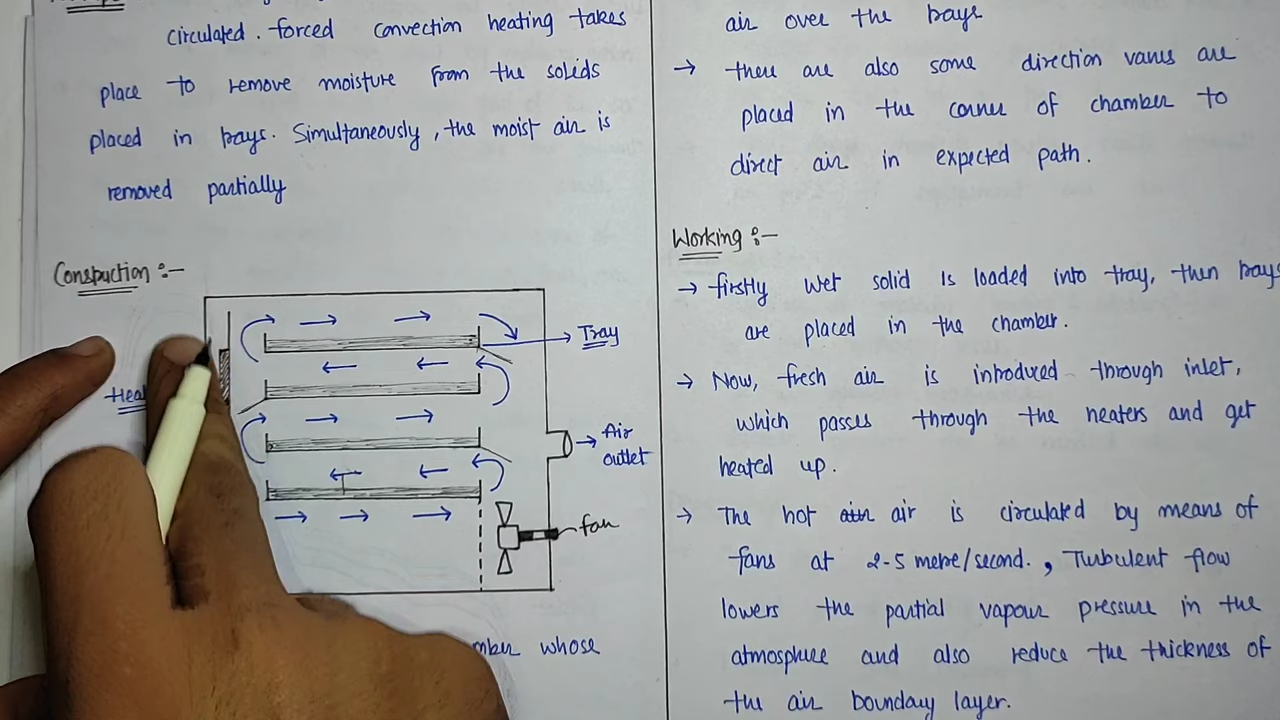 circulated. forced convection heating takes
place to remove moisture from the solids
placed in trays. Simultaneously, the moist air is
removed partially
Construction :-
Tray
Air
outlet
fan
whose
air over the trays
→ there are also some direction vanes are
placed in the corner of chamber to
direct air in expected path.
Working :-
→ firstly wet solid is loaded into tray, then trays
are placed in the chamber.
→ Now, fresh air is introduced through inlet,
which passes through the heaters and get
heated up.
→ The hot air is circulated by means of
fans at 2-5 metre/second., Turbulent flow
lowers the partial vapour pressure in the
atmosphere and also reduce the thickness of
the air boundary layer.